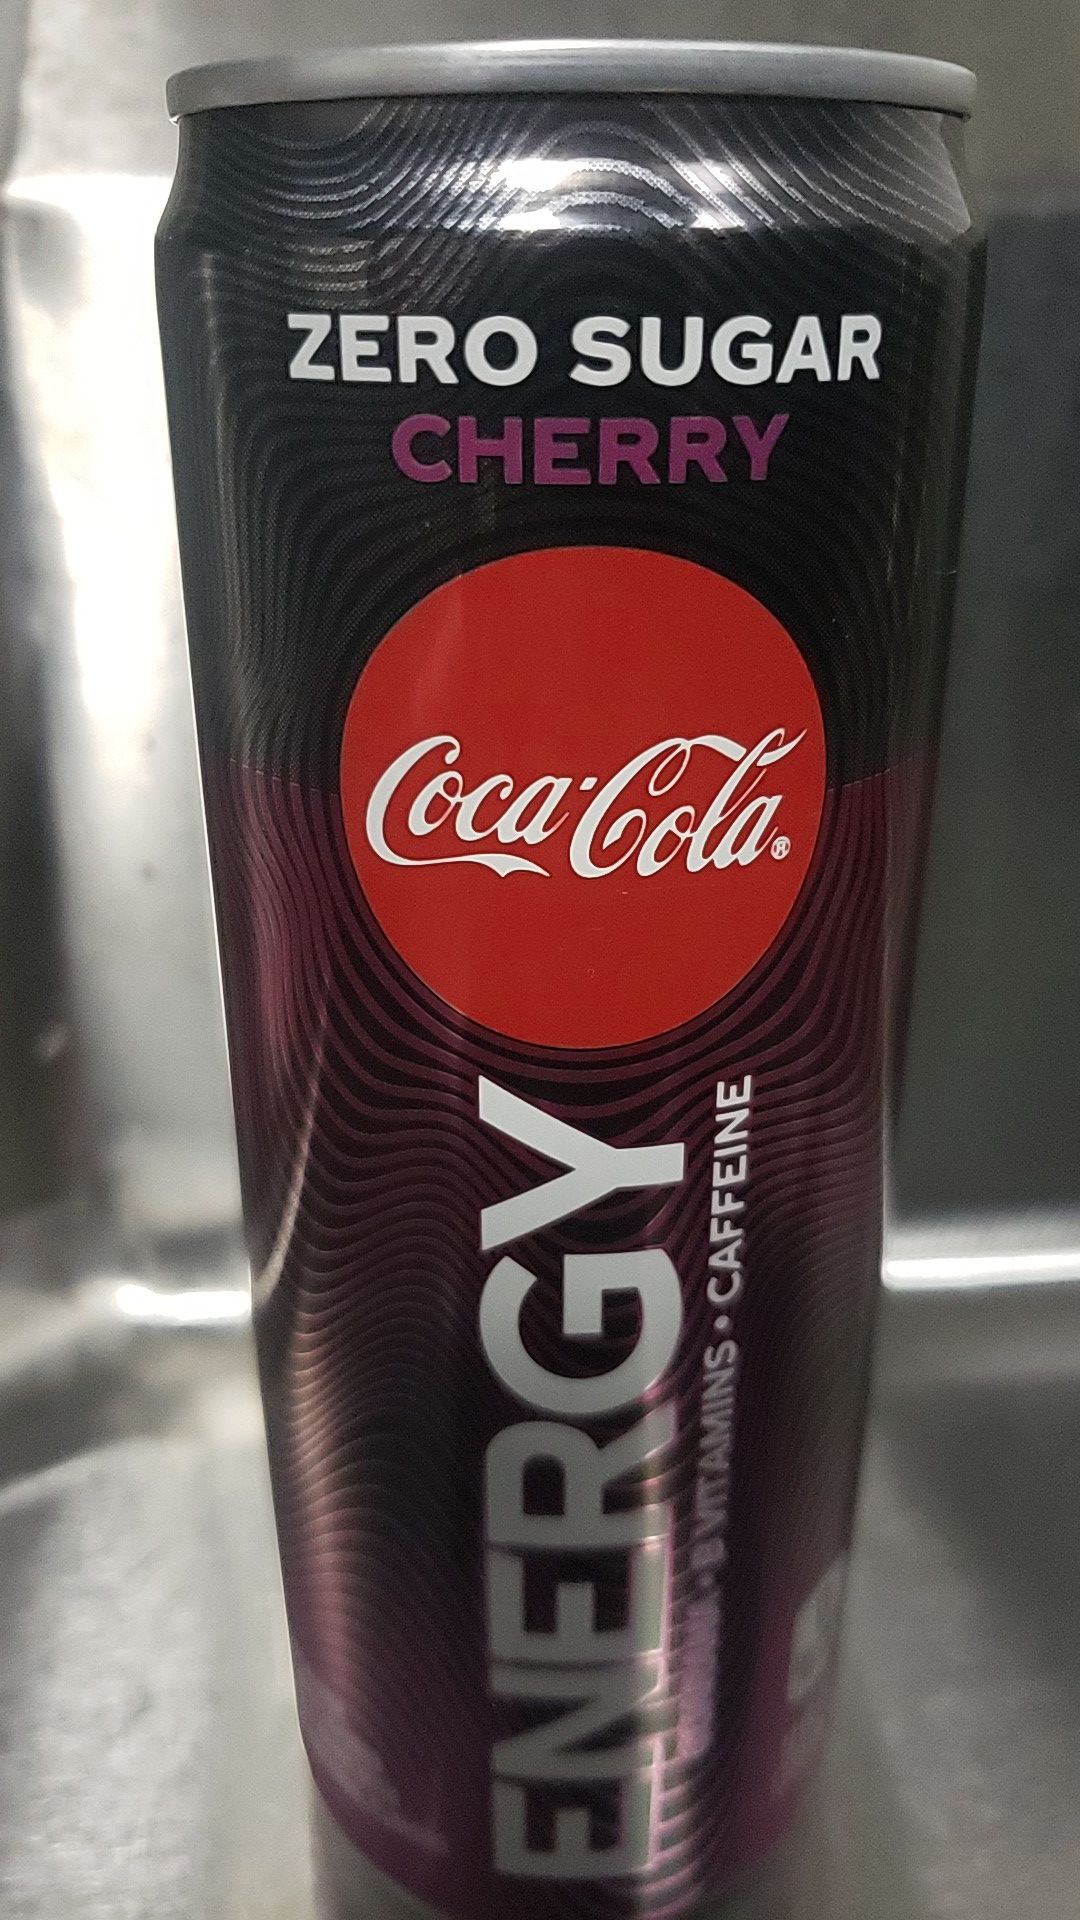 ZERO SUGAR
CHERRY
Coca-Cola®
ENERGY
• B VITAMINS • CAFFEINE